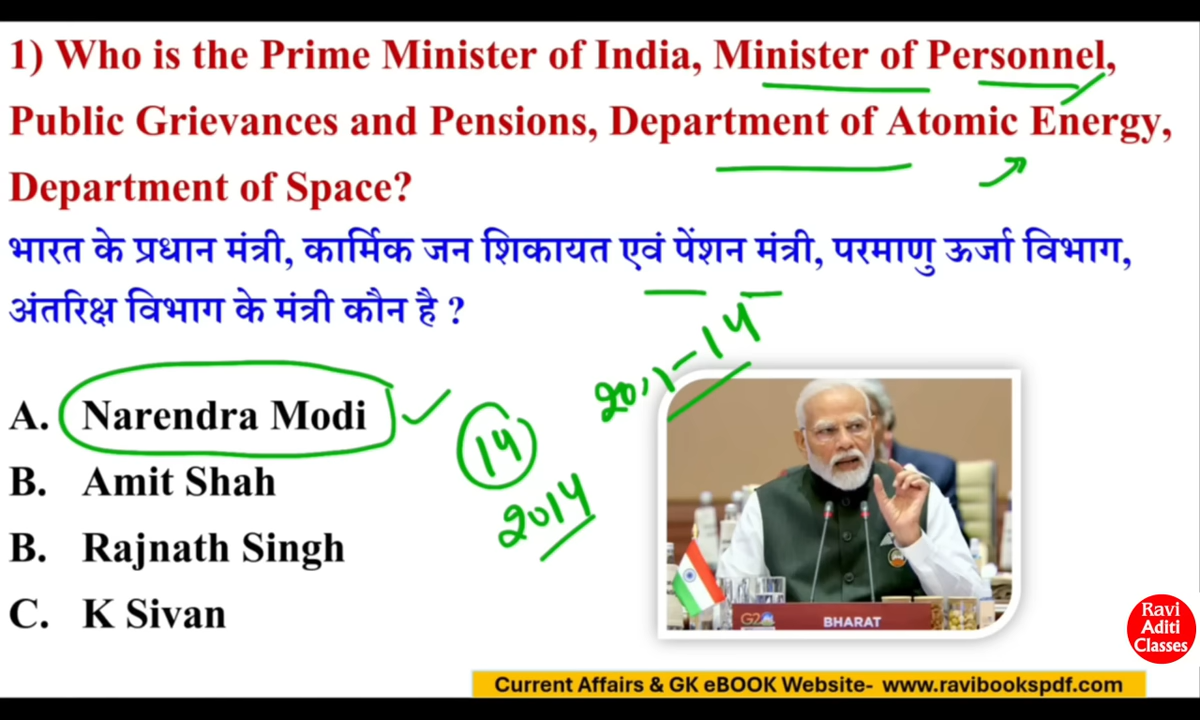 1) Who is the Prime Minister of India, Minister of Personnel,
Public Grievances and Pensions, Department of Atomic Energy,
Department of Space?
भारत के प्रधान मंत्री, कार्मिक जन शिकायत एवं पेंशन मंत्री, परमाणु ऊर्जा विभाग,
अंतरिक्ष विभाग के मंत्री कौन है ?
A. Narendra Modi
B. Amit Shah
B. Rajnath Singh
C. K Sivan
14
2014
G20
BHARAT
Ravi
Aditi
Classes
Current Affairs & GK eBOOK Website- www.ravibookspdf.com